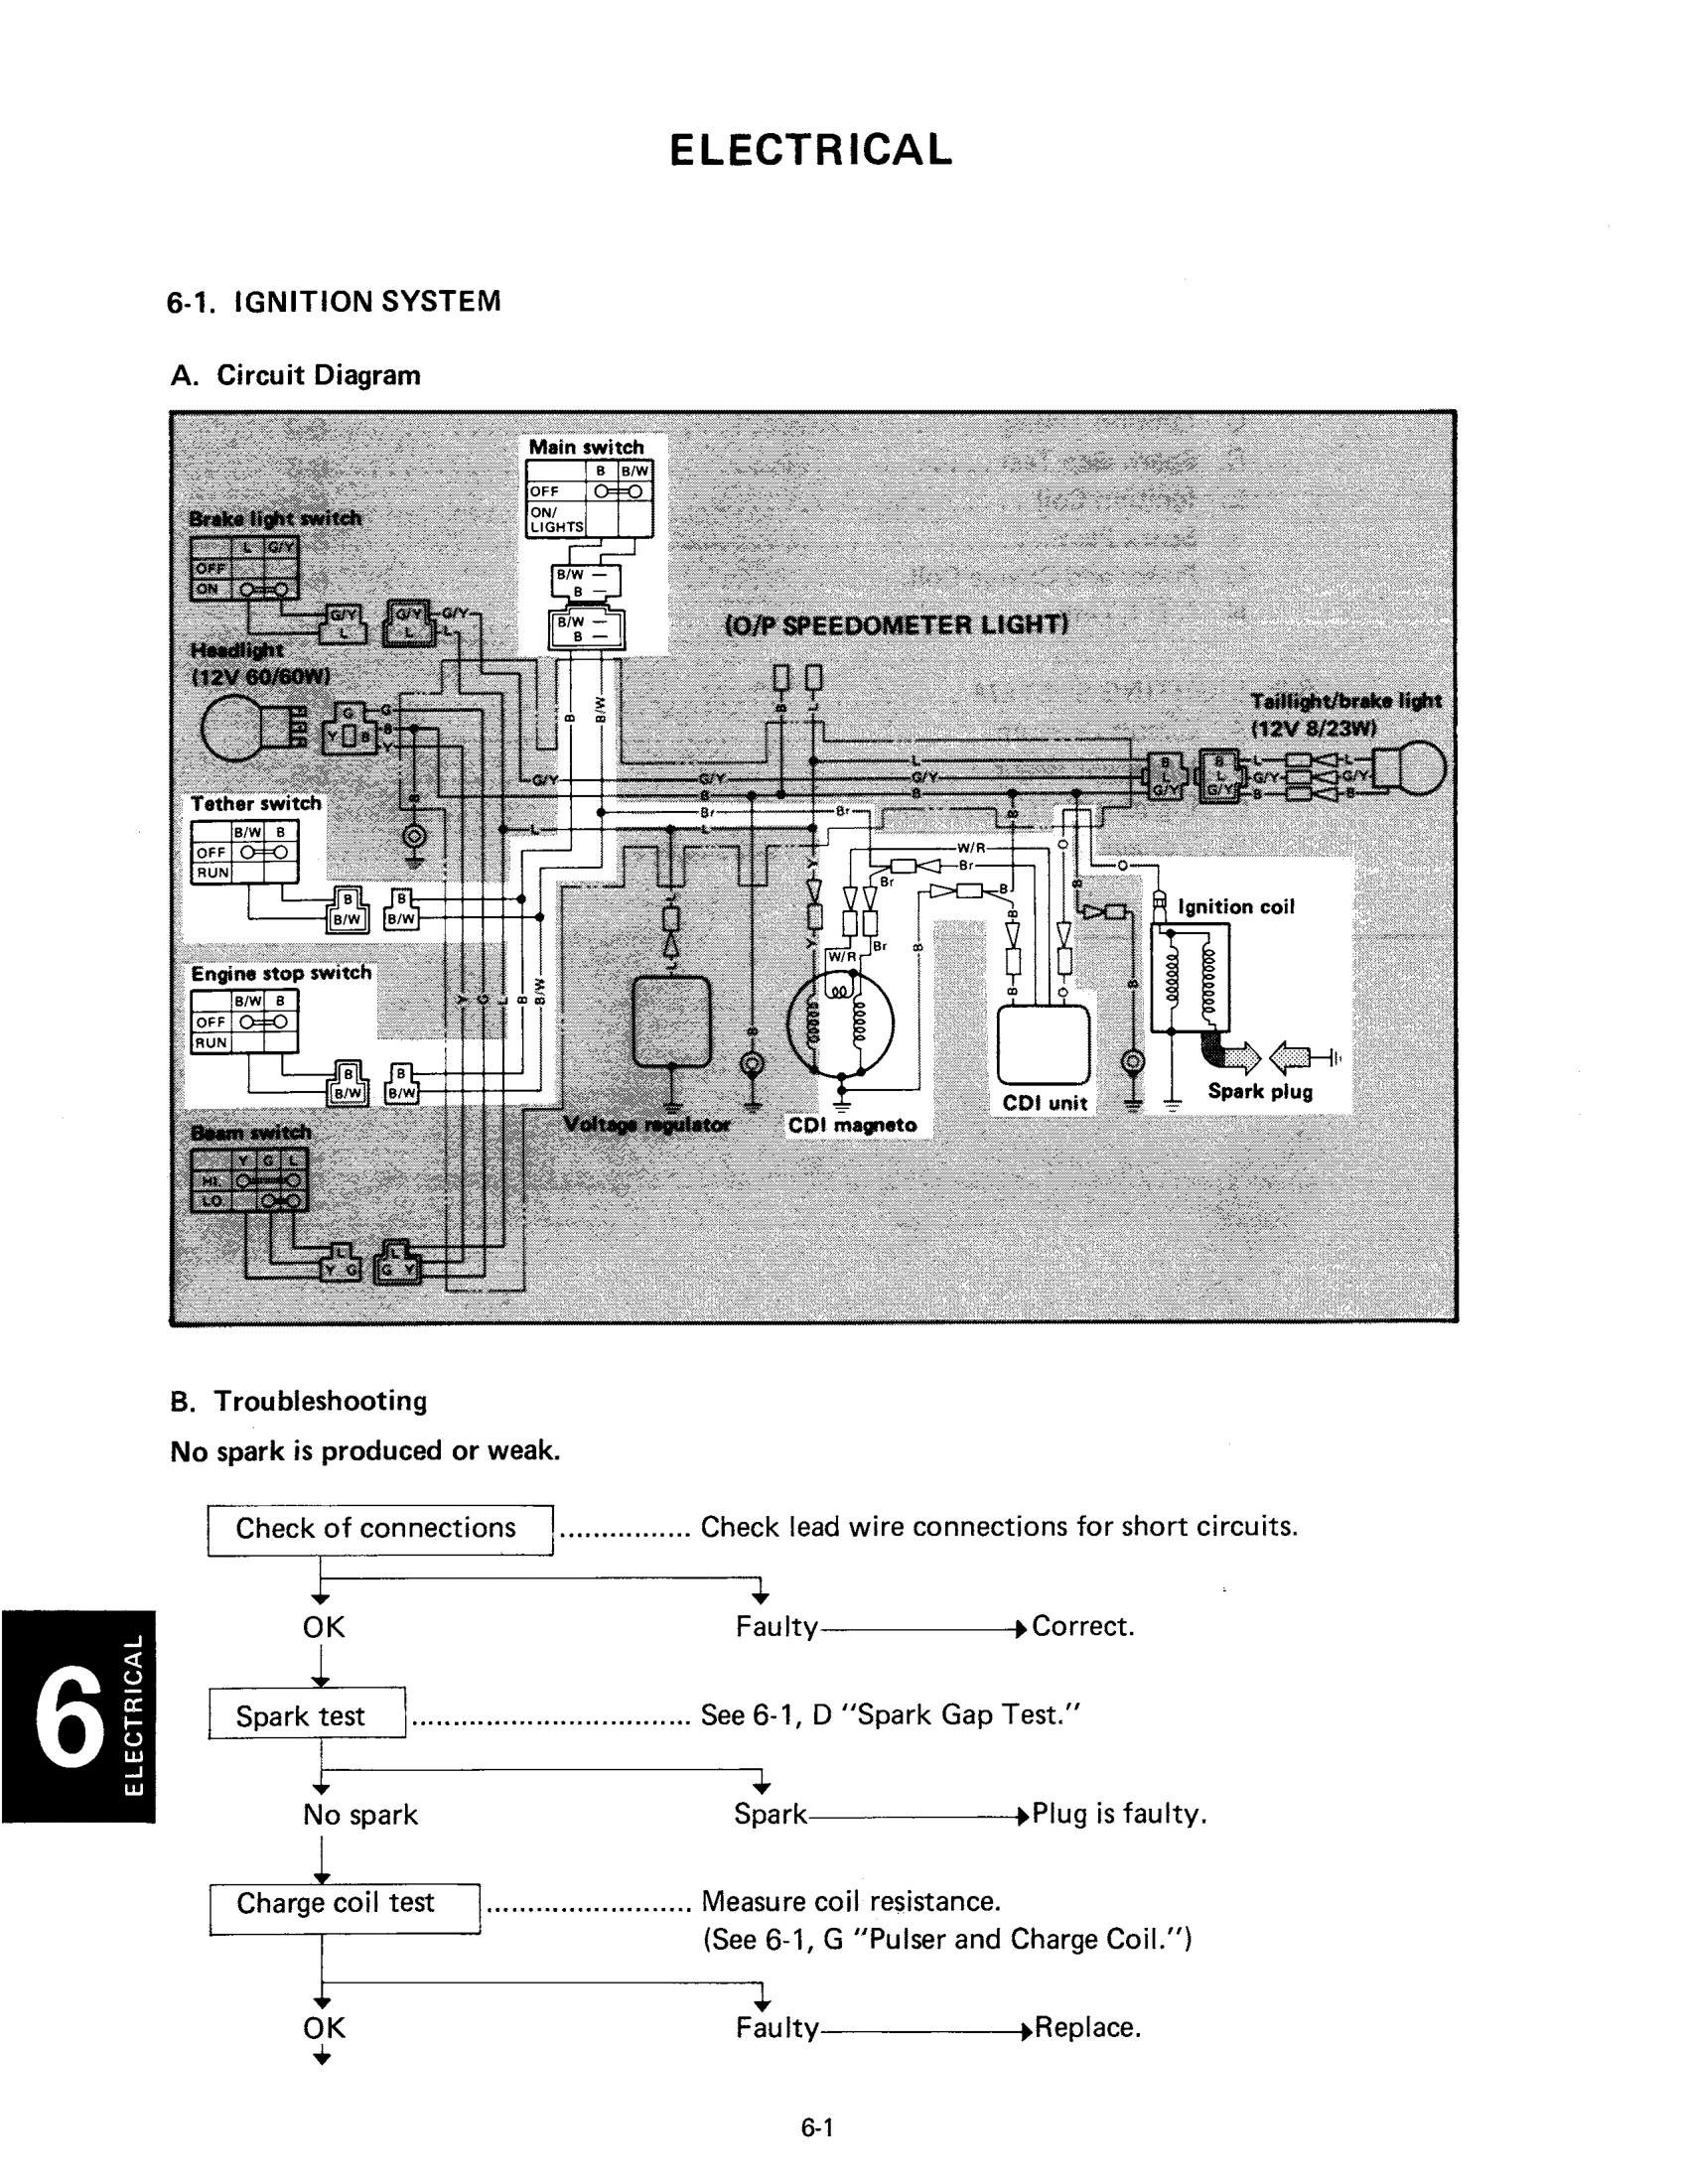 ELECTRICAL
6-1. IGNITION SYSTEM
A. Circuit Diagram
Main switch
B B/W
OFF
ON/
LIGHTS
B/W
B
B/W
B
Brake light switch
L G/Y
OFF
ON
G/Y
L
G/Y G/Y
L L
Headlight
(12V 60/60W)
G G
Y B B
Y
(O/P SPEEDOMETER LIGHT)
B L
Taillight/brake light
(12V 8/23W)
B
L
G/Y
B
L
G/Y
L L
G/Y G/Y
B B
B B/W
L
G/Y G/Y G/Y
B B
Br Br
L L
Tether switch
B/W B
OFF
RUN
B
B/W
B
B/W
B
W/R
Br
Br
B
O O
B
Y
L
Y
W/R
Br
B
B
B
O
B
Ignition coil
Engine stop switch
B/W B
OFF
RUN
B
B/W
B
B/W
Y G L B B/W
L
B
Spark plug
CDI unit
Voltage regulator
CDI magneto
Beam switch
Y G L
HI.
LO
L
Y G
L
G Y
B. Troubleshooting
No spark is produced or weak.
Check of connections ................ Check lead wire connections for short circuits.
OK Faulty Correct.
Spark test .................................. See 6-1, D "Spark Gap Test."
No spark Spark Plug is faulty.
Charge coil test ......................... Measure coil resistance.
(See 6-1, G "Pulser and Charge Coil.")
OK Faulty Replace.
6
ELECTRICAL
6-1